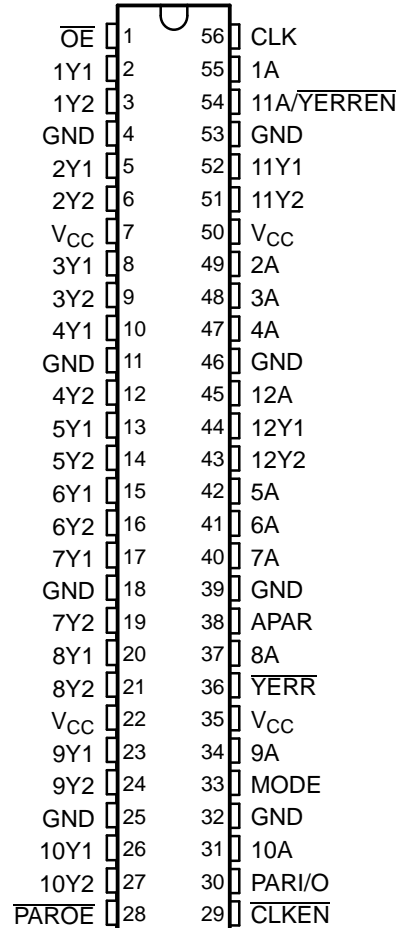 O̅E̅ 1 56 CLK
1Y1 2 55 1A
1Y2 3 54 11A/Y̅E̅R̅R̅E̅N̅
GND 4 53 GND
2Y1 5 52 11Y1
2Y2 6 51 11Y2
VCC 7 50 VCC
3Y1 8 49 2A
3Y2 9 48 3A
4Y1 10 47 4A
GND 11 46 GND
4Y2 12 45 12A
5Y1 13 44 12Y1
5Y2 14 43 12Y2
6Y1 15 42 5A
6Y2 16 41 6A
7Y1 17 40 7A
GND 18 39 GND
7Y2 19 38 APAR
8Y1 20 37 8A
8Y2 21 36 Y̅E̅R̅R̅
VCC 22 35 VCC
9Y1 23 34 9A
9Y2 24 33 MODE
GND 25 32 GND
10Y1 26 31 10A
10Y2 27 30 PARI/O
P̅A̅R̅O̅E̅ 28 29 C̅L̅K̅E̅N̅